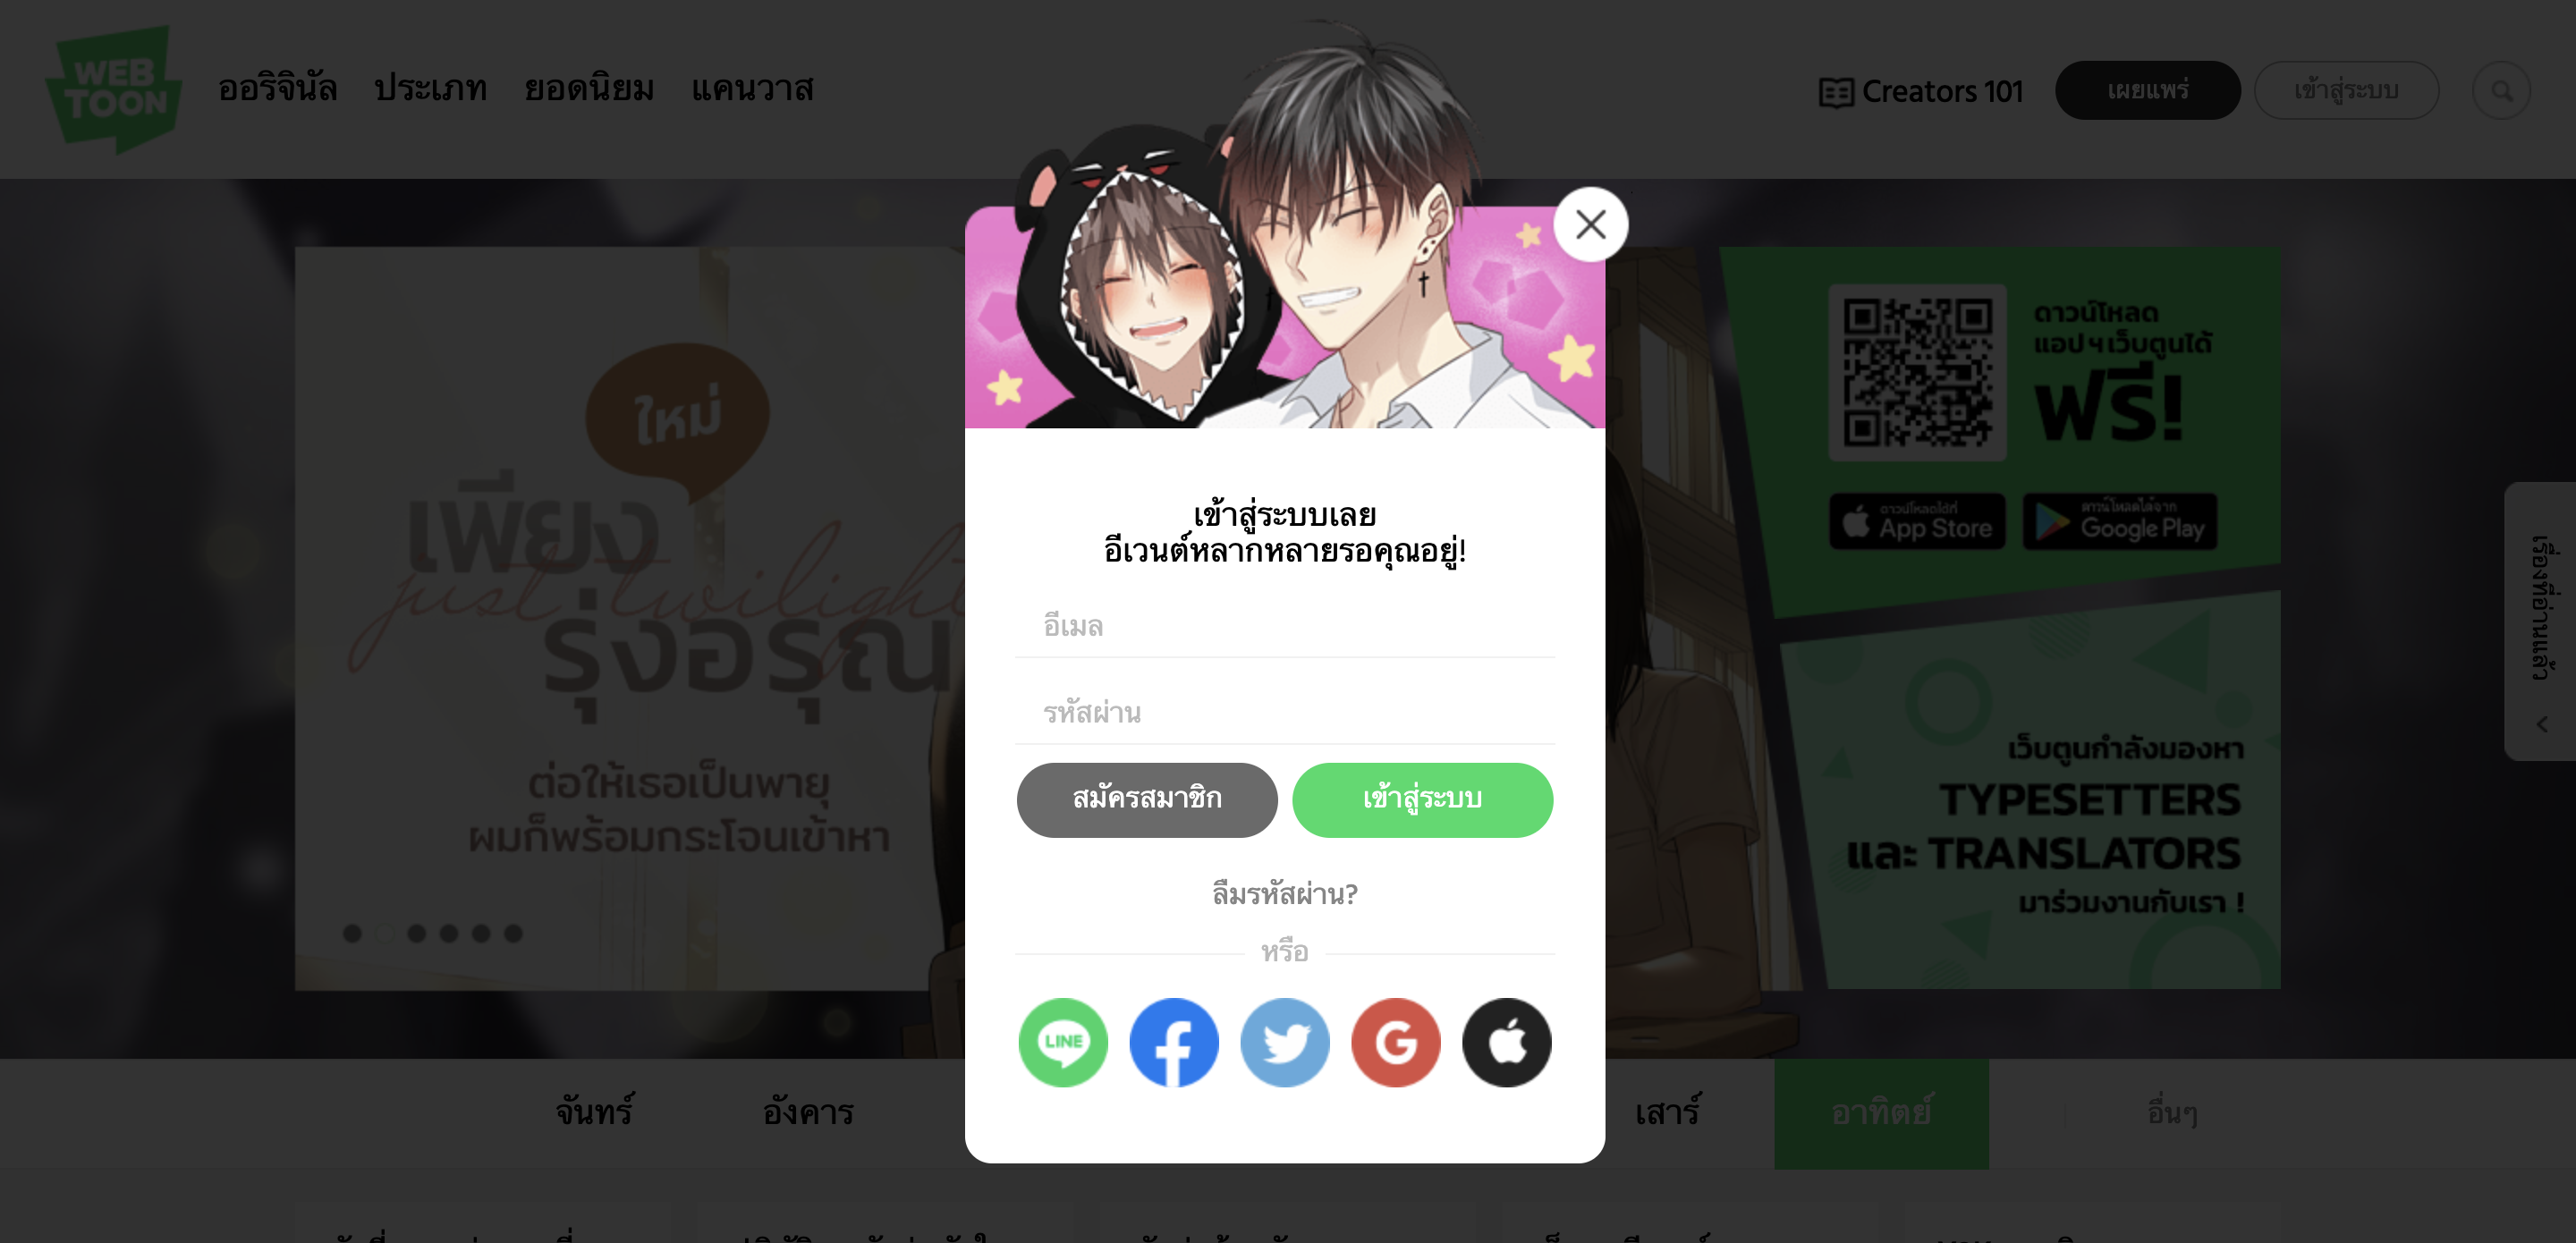 WEB
TOON
ออริจินัล
ประเภท
ยอดนิยม
แคนวาส
Creators 101
เผยแพร่
เข้าสู่ระบบ
ใหม่
เพียง
just twilight
รุ่งอรุณ
ต่อให้เธอเป็นพายุ
ผมก็พร้อมกระโจนเข้าหา
เข้าสู่ระบบเลย
อีเวนต์หลากหลายรอคุณอยู่!
อีเมล
รหัสผ่าน
สมัครสมาชิก
เข้าสู่ระบบ
ลืมรหัสผ่าน?
หรือ
LINE
ดาวน์โหลด
แอปฯเว็บตูนได้
ฟรี!
ดาวน์โหลดได้ที่
App Store
ดาวน์โหลดได้จาก
Google Play
เว็บตูนกำลังมองหา
TYPESETTERS
และ TRANSLATORS
มาร่วมงานกับเรา !
เรื่องที่อ่านแล้ว
จันทร์
อังคาร
เสาร์
อาทิตย์
อื่นๆ